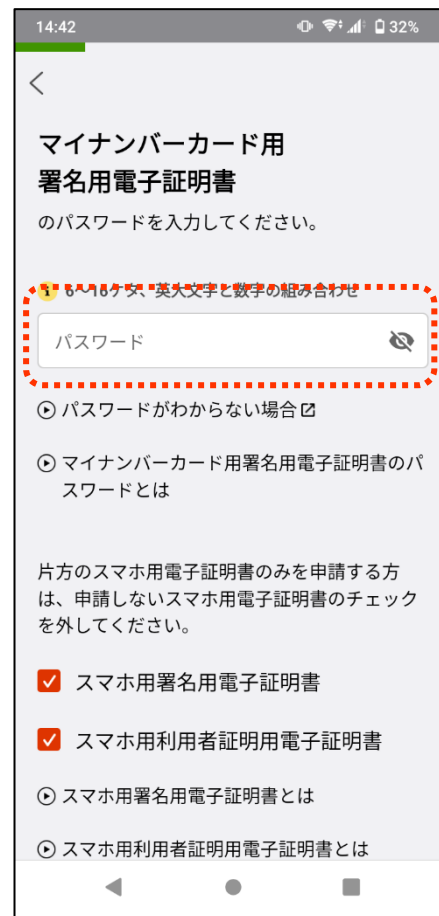 14:42
32%
マイナンバーカード用
署名用電子証明書
のパスワードを入力してください。
6〜16ケタ、英大文字と数字の組み合わせ
パスワード
パスワードがわからない場合
マイナンバーカード用署名用電子証明書のパ
スワードとは
片方のスマホ用電子証明書のみを申請する方
は、申請しないスマホ用電子証明書のチェック
を外してください。
スマホ用署名用電子証明書
スマホ用利用者証明用電子証明書
スマホ用署名用電子証明書とは
スマホ用利用者証明用電子証明書とは